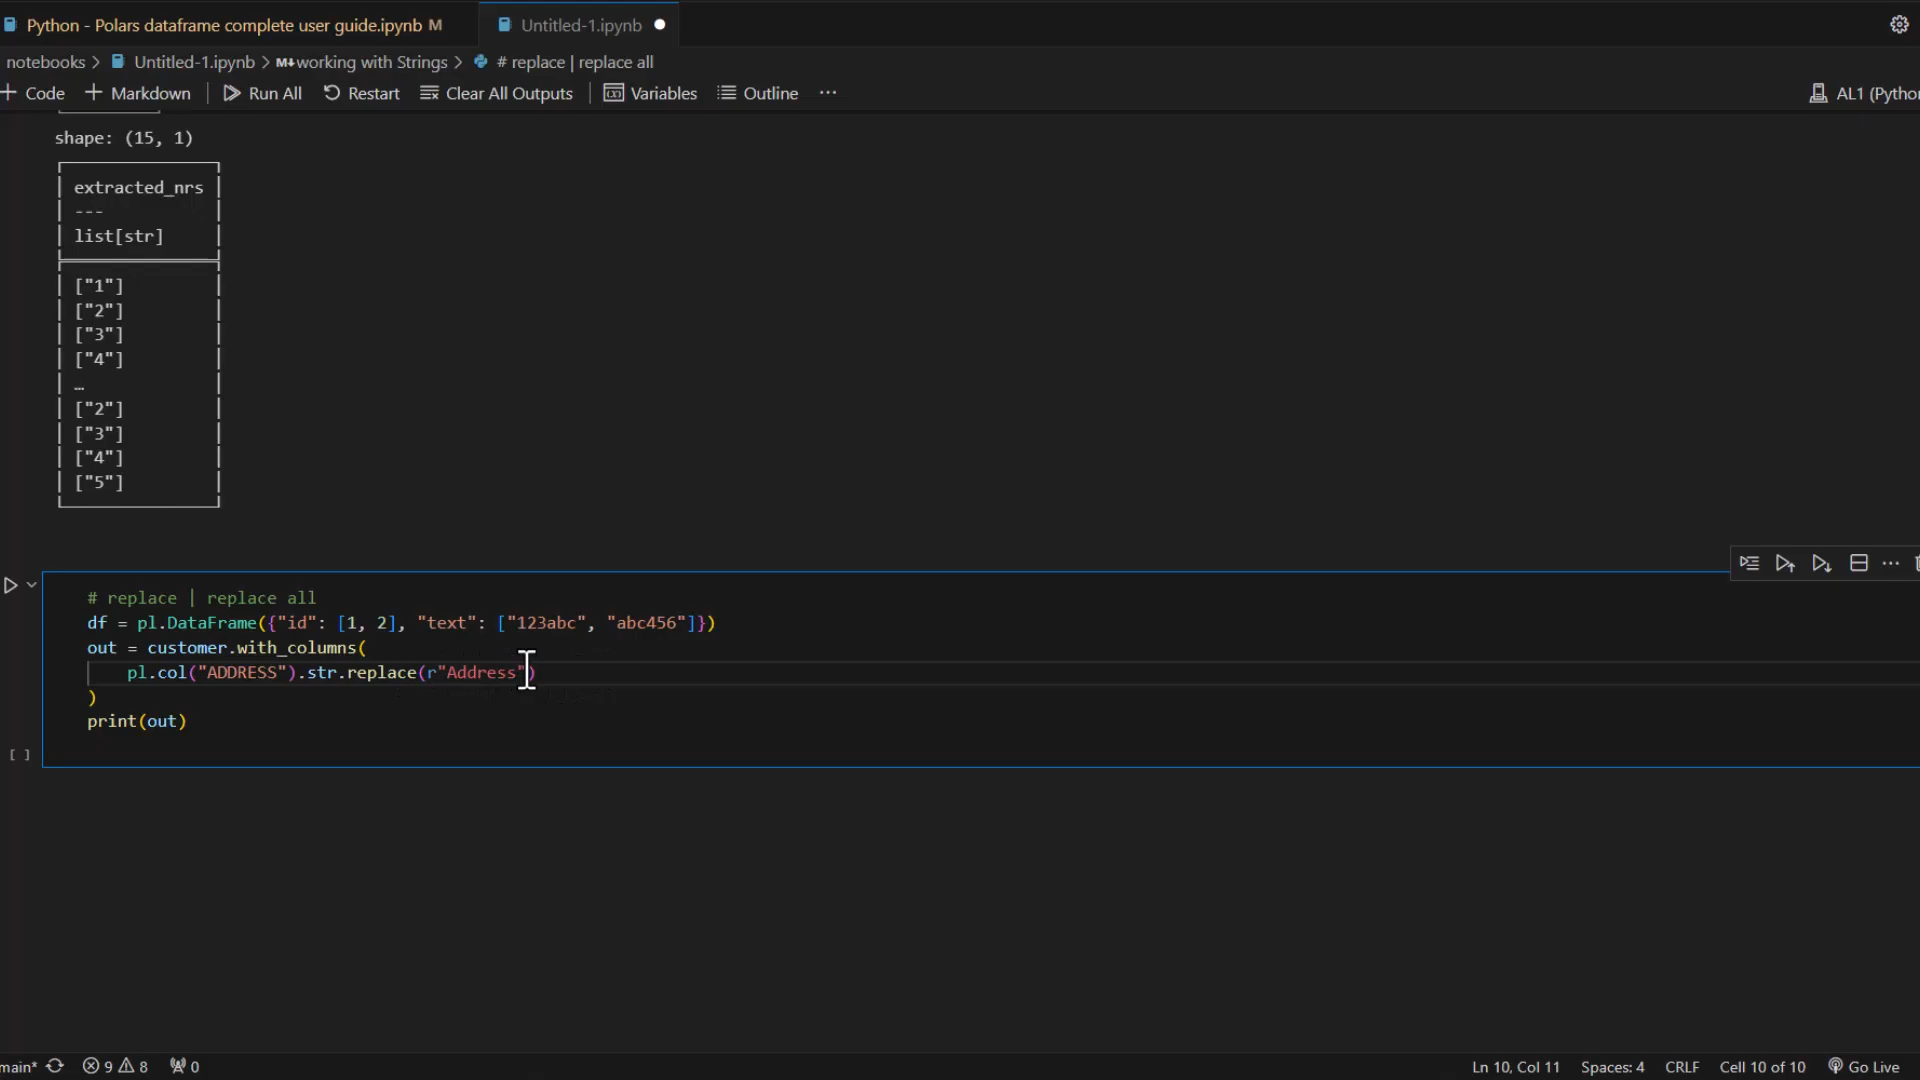 Python - Polars dataframe complete user guide.ipynb M
Untitled-1.ipynb
notebooks > Untitled-1.ipynb > M↓working with Strings > # replace | replace all
+ Code + Markdown | Run All Restart Clear All Outputs | Variables Outline ···
AL1 (Pythor
shape: (15, 1)
extracted_nrs
---
list[str]
["1"]
["2"]
["3"]
["4"]
…
["2"]
["3"]
["4"]
["5"]
# replace | replace all
df = pl.DataFrame({"id": [1, 2], "text": ["123abc", "abc456"]})
out = customer.with_columns(
pl.col("ADDRESS").str.replace(r"Address")
)
print(out)
[ ]
main* 9 8 0
Ln 10, Col 11 Spaces: 4 CRLF Cell 10 of 10 Go Live